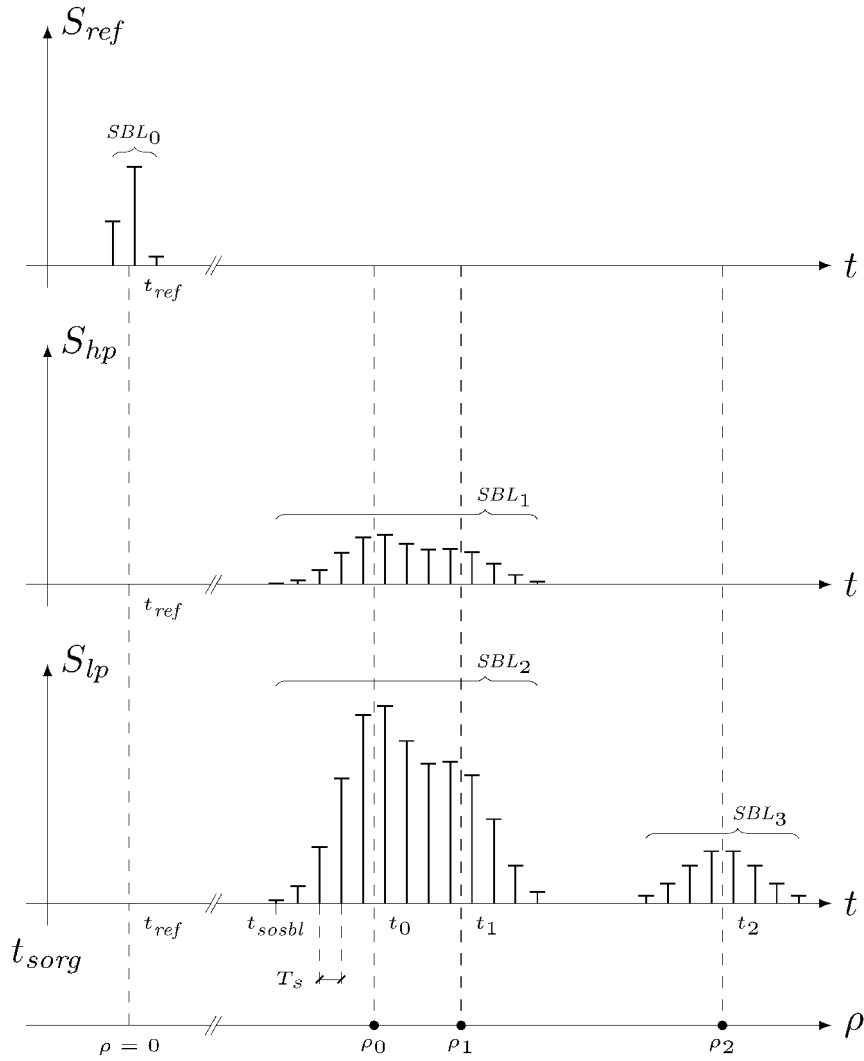 S_ref
SBL_0
t
t_ref
S_hp
SBL_1
t
t_ref
S_lp
SBL_2
SBL_3
t
t_ref
t_sosbl
t_0
t_1
t_2
t_sorg
T_s
ρ
ρ = 0
ρ_0
ρ_1
ρ_2